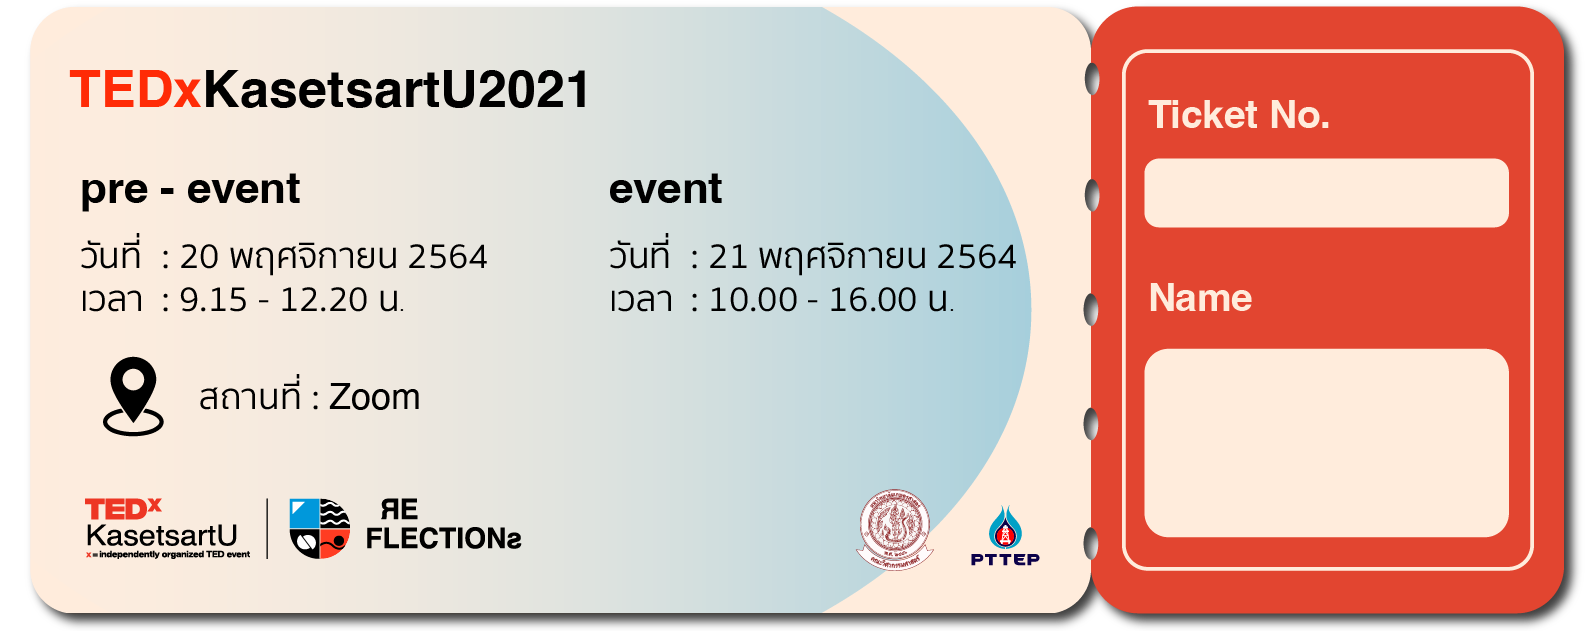 TEDxKasetsartU2021
pre - event
วันที่ : 20 พฤศจิกายน 2564
เวลา : 9.15 - 12.20 น.
event
วันที่ : 21 พฤศจิกายน 2564
เวลา : 10.00 - 16.00 น.
สถานที่ : Zoom
TEDx
KasetsartU
x = independently organized TED event
RE
FLECTIONs
PTTEP
Ticket No.
Name